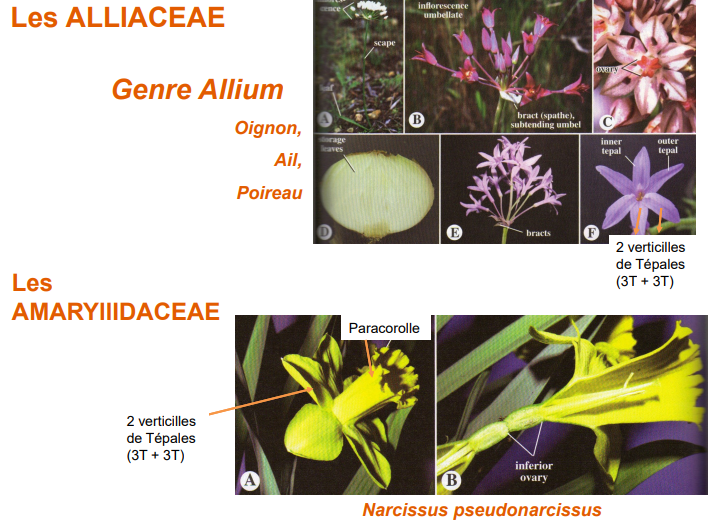 Les ALLIACEAE
Genre Allium
Oignon,
Ail,
Poireau
scape
A
inflorescence
umbellate
bract (spathe),
subtending umbel
B
ovary
C
storage
leaves
D
bracts
E
inner
tepal
outer
tepal
F
2 verticilles
de Tépales
(3T + 3T)
Les
AMARYIIIDACEAE
Paracorolle
2 verticilles
de Tépales
(3T + 3T)
A
inferior
ovary
B
Narcissus pseudonarcissus